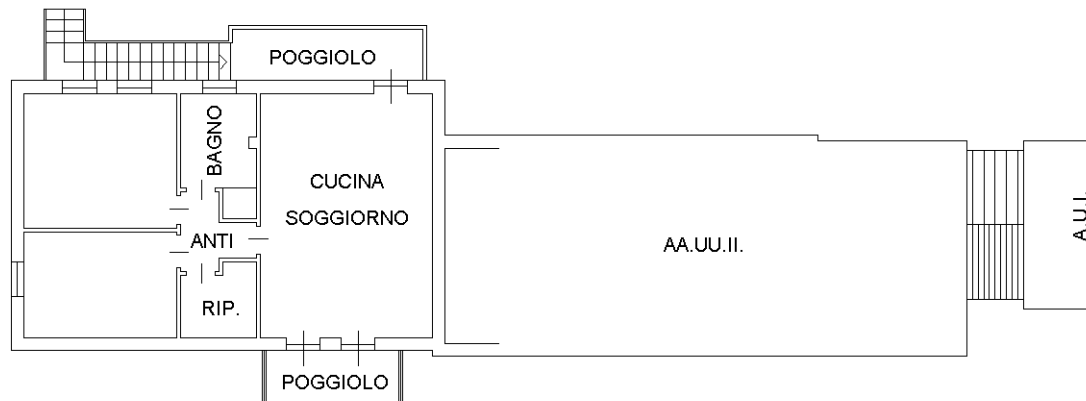 POGGIOLO
BAGNO
CUCINA
SOGGIORNO
ANTI
RIP.
AA.UU.II.
A.U.I.
POGGIOLO